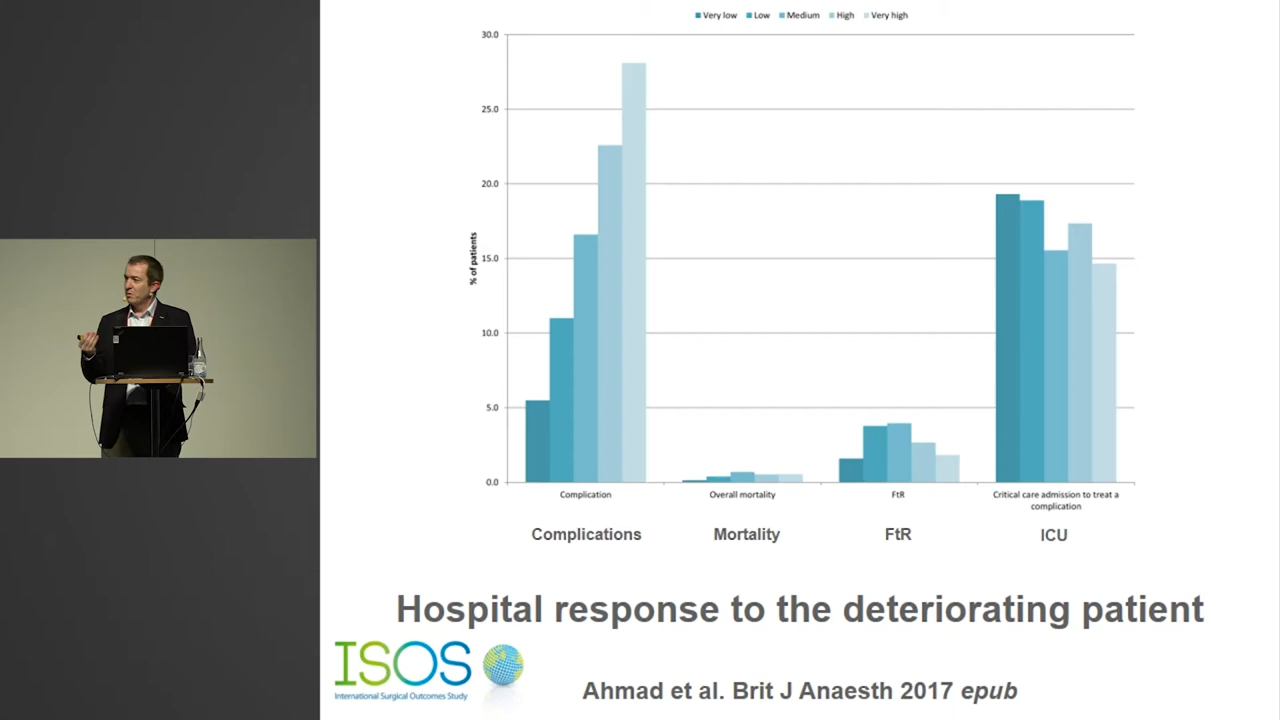 Very low Low Medium High Very high
30.0
25.0
20.0
15.0
10.0
5.0
0.0
% of patients
Complication
Overall mortality
FtR
Critical care admission to treat a
complication
Complications
Mortality
FtR
ICU
Hospital response to the deteriorating patient
ISOS
International Surgical Outcomes Study
Ahmad et al. Brit J Anaesth 2017 epub